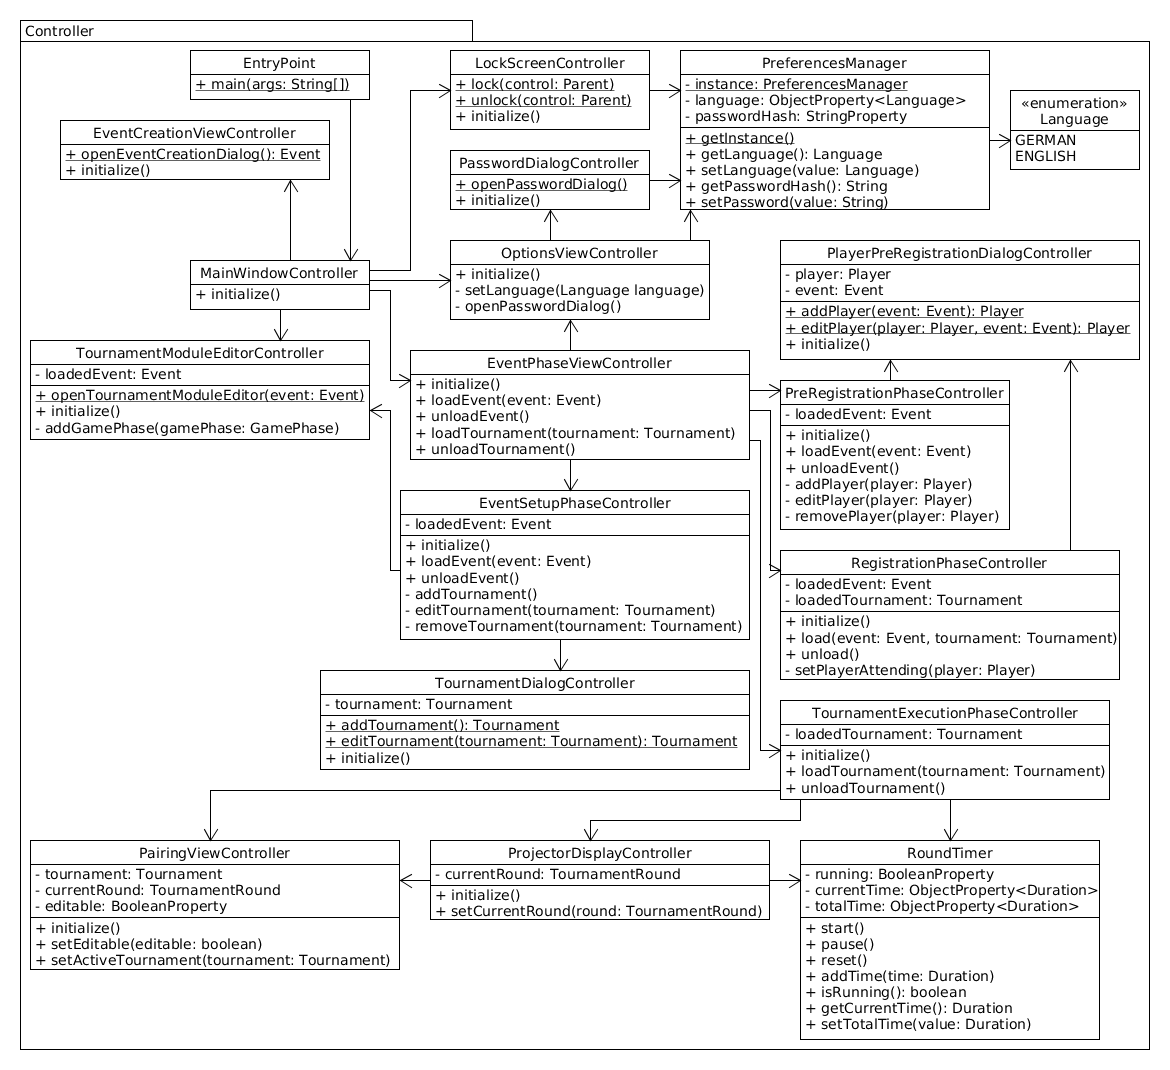 Controller
EntryPoint
+ main(args: String[])
EventCreationViewController
+ openEventCreationDialog(): Event
+ initialize()
MainWindowController
+ initialize()
LockScreenController
+ lock(control: Parent)
+ unlock(control: Parent)
+ initialize()
PasswordDialogController
+ openPasswordDialog()
+ initialize()
PreferencesManager
- instance: PreferencesManager
- language: ObjectProperty<Language>
- passwordHash: StringProperty
+ getInstance()
+ getLanguage(): Language
+ setLanguage(value: Language)
+ getPasswordHash(): String
+ setPassword(value: String)
«enumeration»
Language
GERMAN
ENGLISH
OptionsViewController
+ initialize()
- setLanguage(Language language)
- openPasswordDialog()
PlayerPreRegistrationDialogController
- player: Player
- event: Event
+ addPlayer(event: Event): Player
+ editPlayer(player: Player, event: Event): Player
+ initialize()
TournamentModuleEditorController
- loadedEvent: Event
+ openTournamentModuleEditor(event: Event)
+ initialize()
- addGamePhase(gamePhase: GamePhase)
EventPhaseViewController
+ initialize()
+ loadEvent(event: Event)
+ unloadEvent()
+ loadTournament(tournament: Tournament)
+ unloadTournament()
PreRegistrationPhaseController
- loadedEvent: Event
+ initialize()
+ loadEvent(event: Event)
+ unloadEvent()
- addPlayer(player: Player)
- editPlayer(player: Player)
- removePlayer(player: Player)
EventSetupPhaseController
- loadedEvent: Event
+ initialize()
+ loadEvent(event: Event)
+ unloadEvent()
- addTournament()
- editTournament(tournament: Tournament)
- removeTournament(tournament: Tournament)
RegistrationPhaseController
- loadedEvent: Event
- loadedTournament: Tournament
+ initialize()
+ load(event: Event, tournament: Tournament)
+ unload()
- setPlayerAttending(player: Player)
TournamentDialogController
- tournament: Tournament
+ addTournament(): Tournament
+ editTournament(tournament: Tournament): Tournament
+ initialize()
TournamentExecutionPhaseController
- loadedTournament: Tournament
+ initialize()
+ loadTournament(tournament: Tournament)
+ unloadTournament()
PairingViewController
- tournament: Tournament
- currentRound: TournamentRound
- editable: BooleanProperty
+ initialize()
+ setEditable(editable: boolean)
+ setActiveTournament(tournament: Tournament)
ProjectorDisplayController
- currentRound: TournamentRound
+ initialize()
+ setCurrentRound(round: TournamentRound)
RoundTimer
- running: BooleanProperty
- currentTime: ObjectProperty<Duration>
- totalTime: ObjectProperty<Duration>
+ start()
+ pause()
+ reset()
+ addTime(time: Duration)
+ isRunning(): boolean
+ getCurrentTime(): Duration
+ setTotalTime(value: Duration)